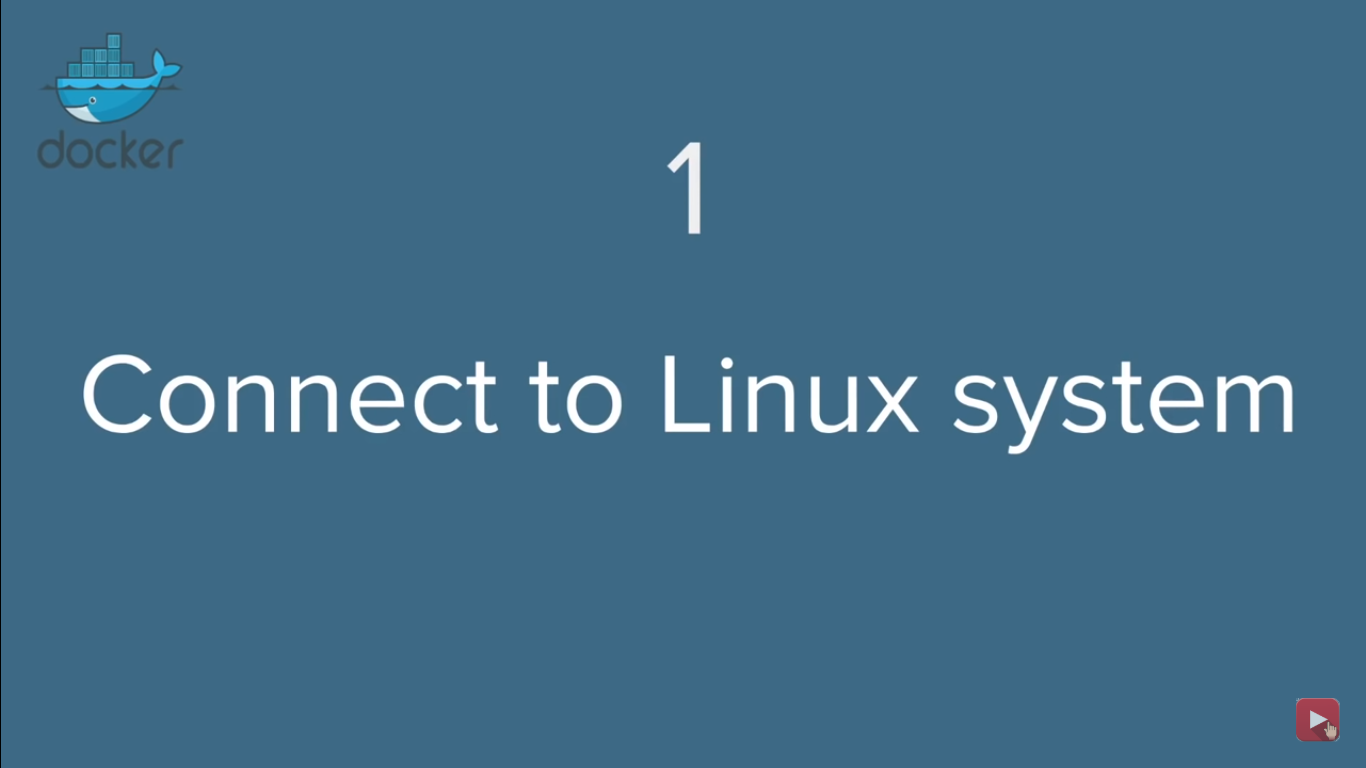 docker
1
Connect to Linux system